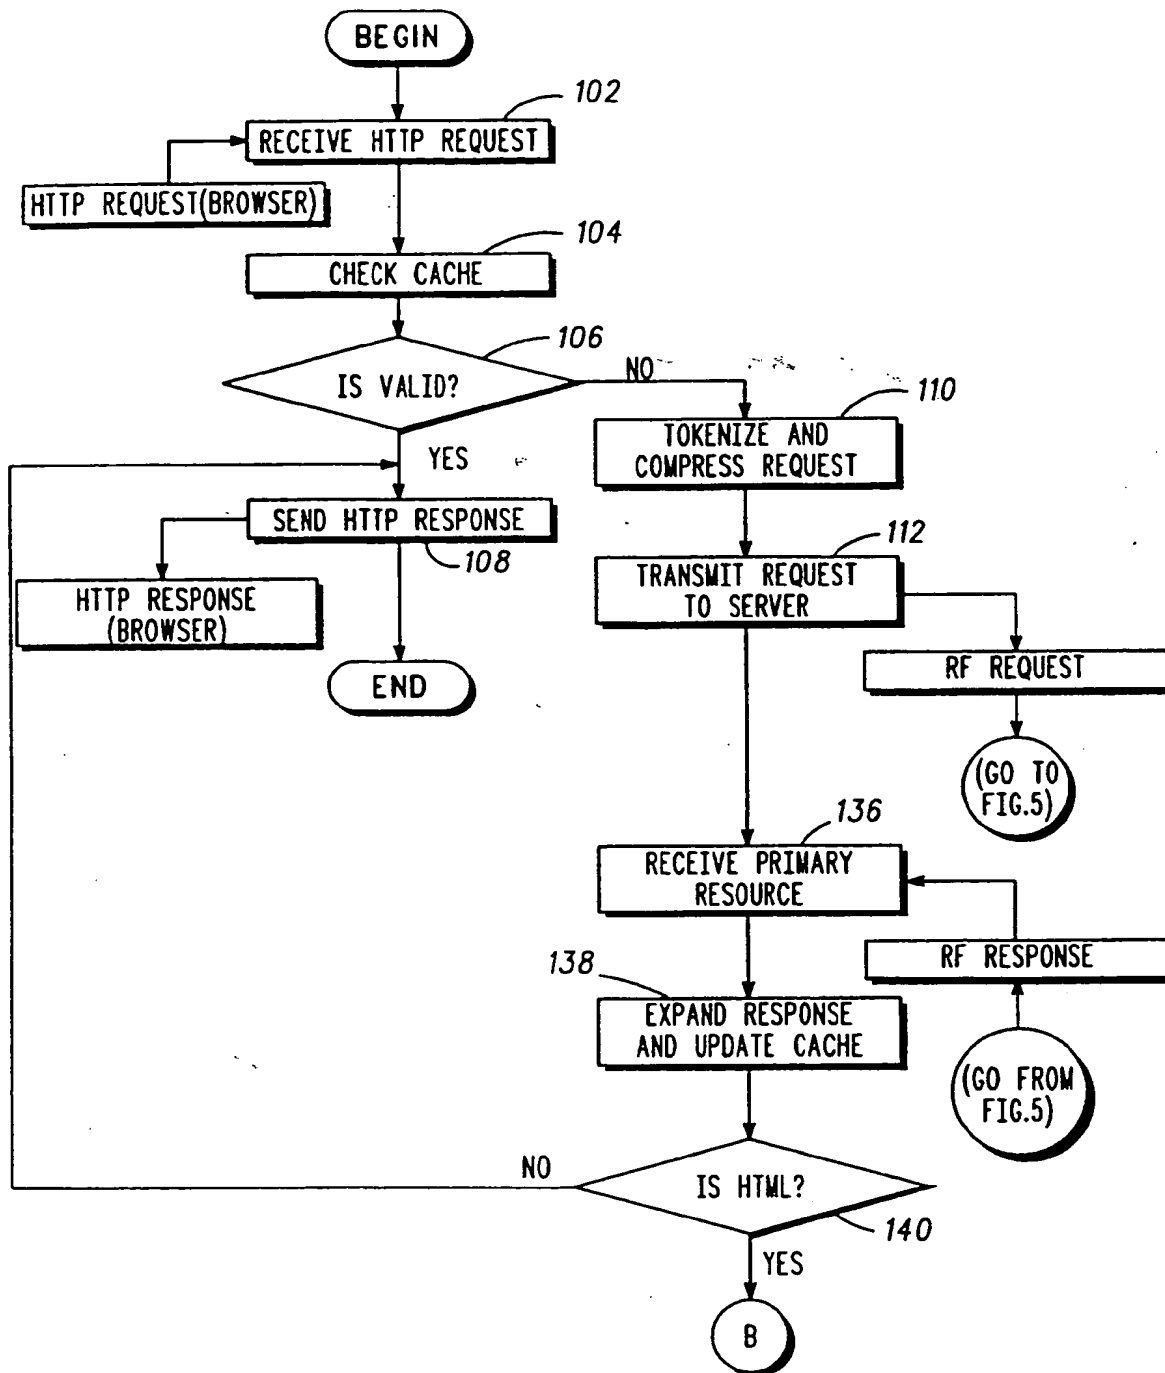 BEGIN
102
RECEIVE HTTP REQUEST
HTTP REQUEST(BROWSER)
104
CHECK CACHE
106
IS VALID?
NO
110
TOKENIZE AND
COMPRESS REQUEST
YES
SEND HTTP RESPONSE
108
112
TRANSMIT REQUEST
TO SERVER
HTTP RESPONSE
(BROWSER)
RF REQUEST
END
(GO TO
FIG.5)
136
RECEIVE PRIMARY
RESOURCE
RF RESPONSE
138
EXPAND RESPONSE
AND UPDATE CACHE
(GO FROM
FIG.5)
NO
IS HTML?
140
YES
B